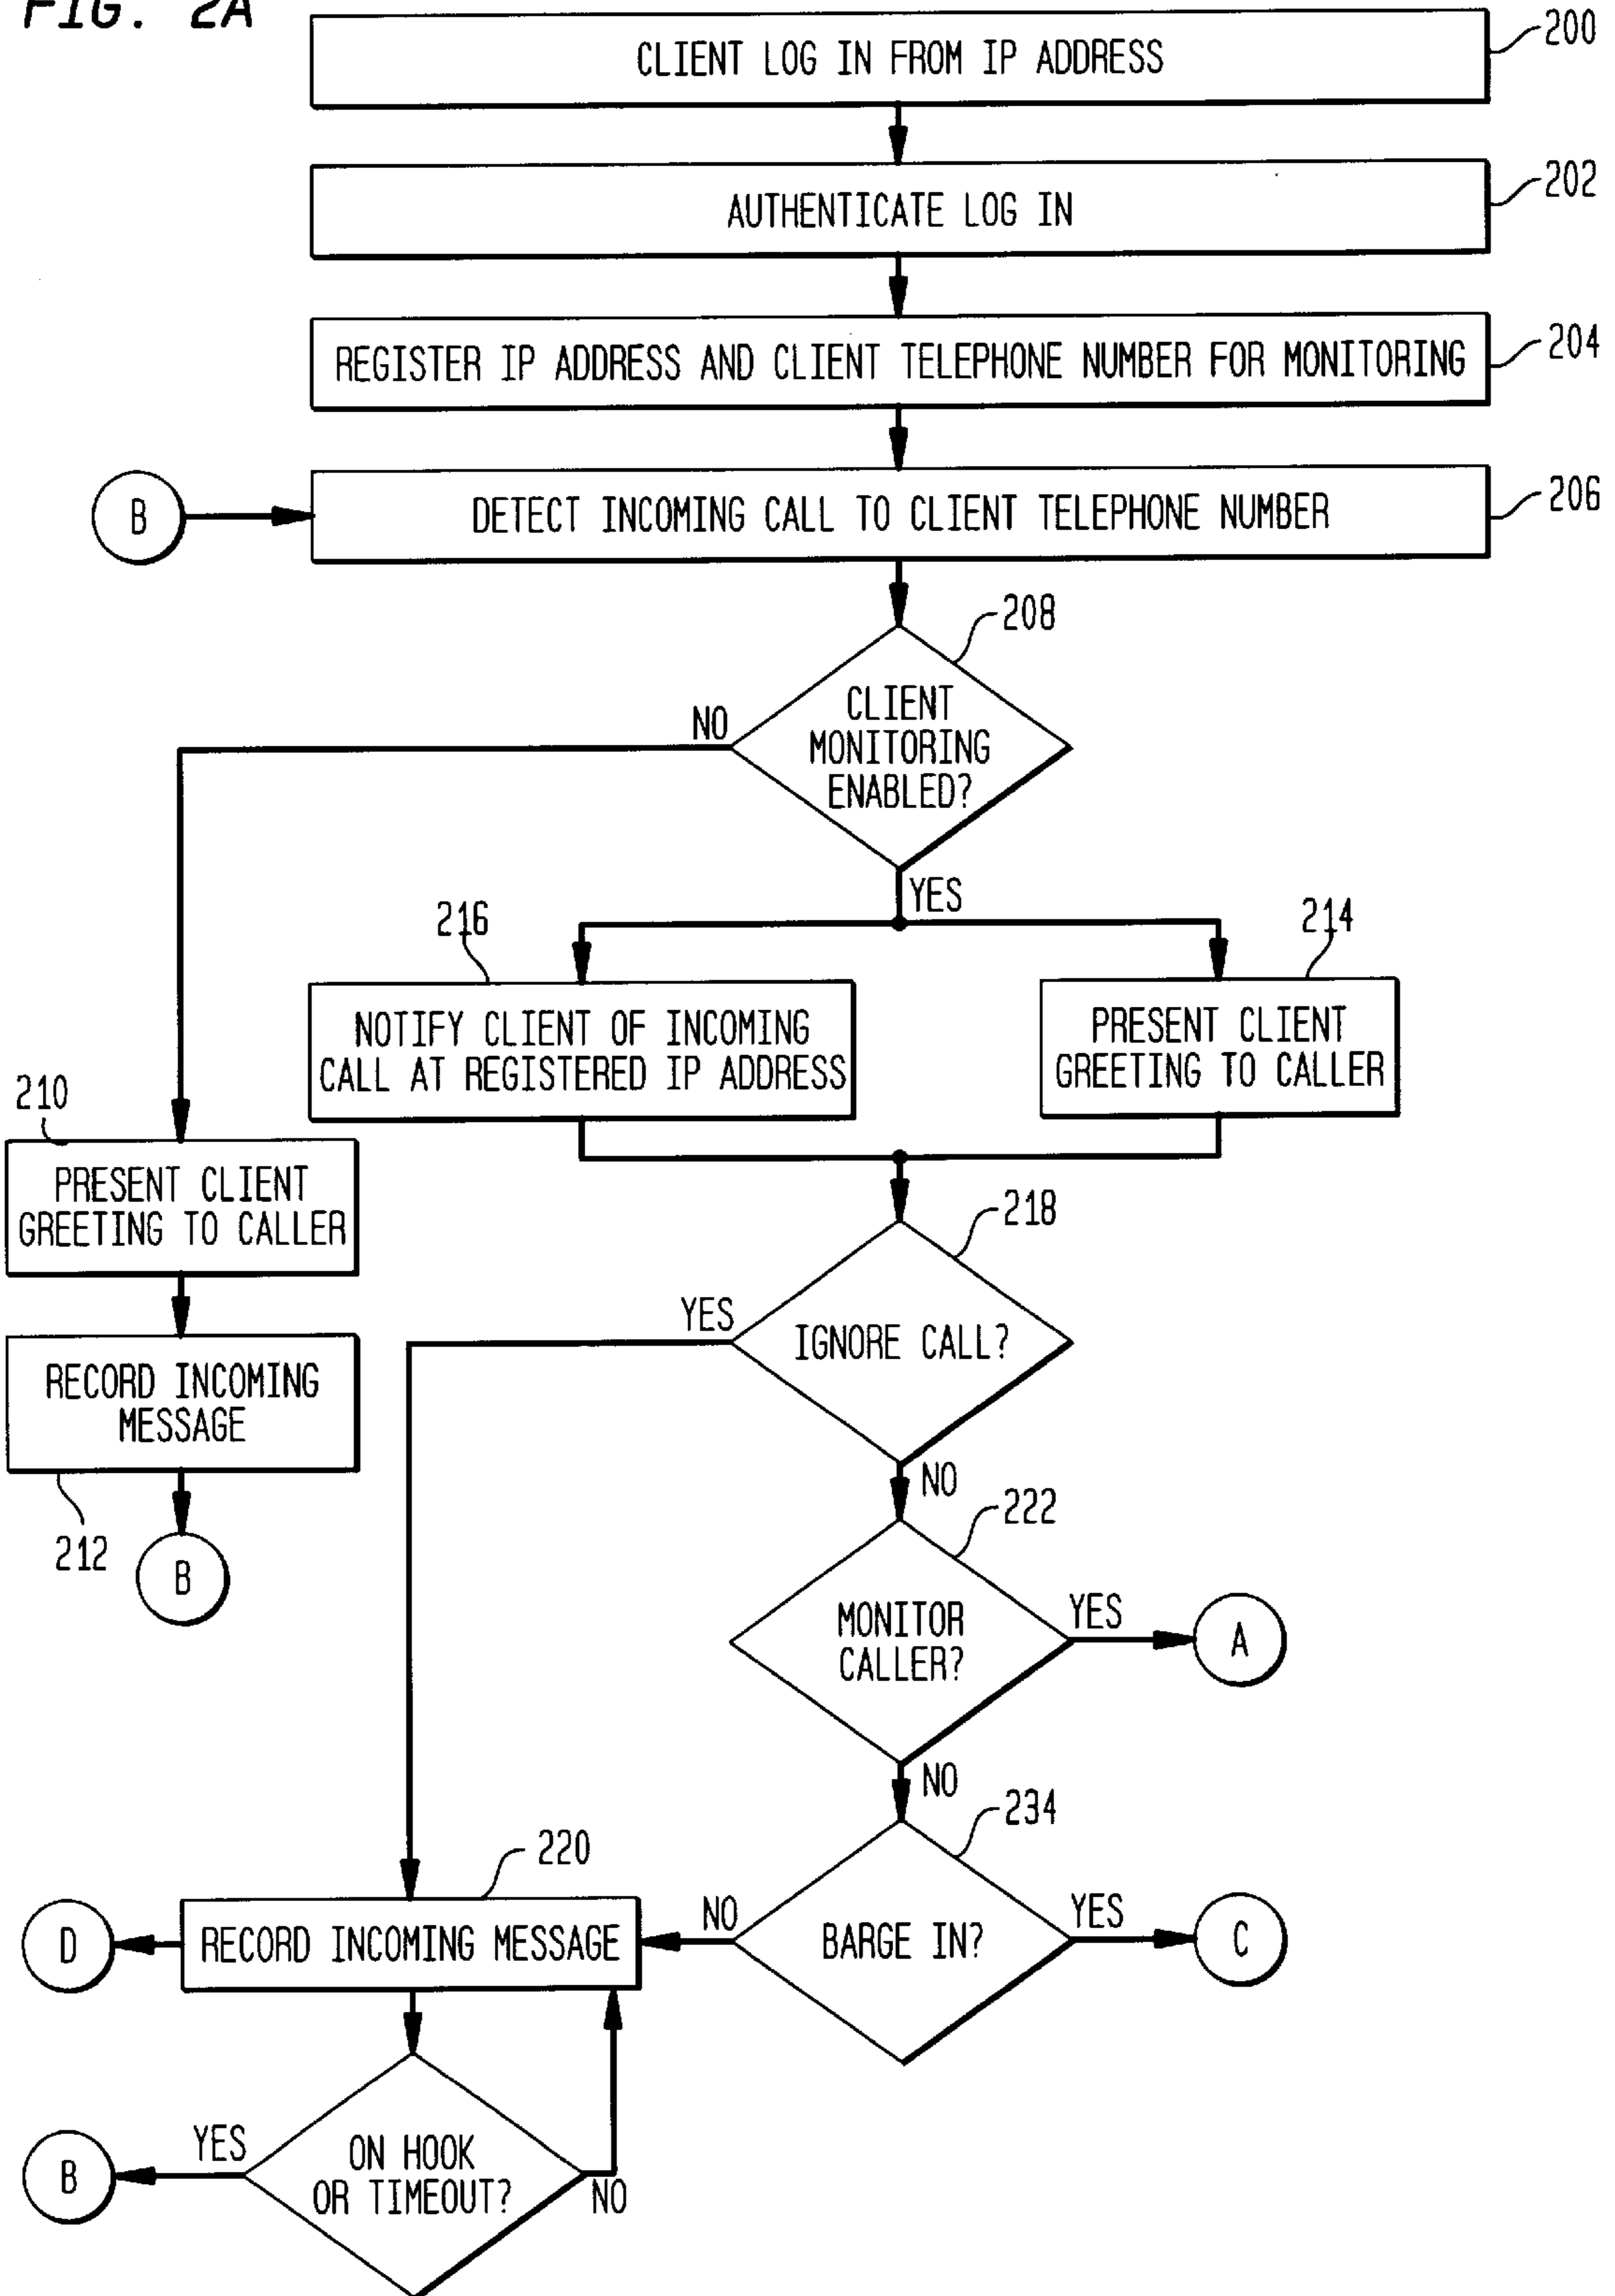 FIG. 2A
CLIENT LOG IN FROM IP ADDRESS
200
AUTHENTICATE LOG IN
202
REGISTER IP ADDRESS AND CLIENT TELEPHONE NUMBER FOR MONITORING
204
B
DETECT INCOMING CALL TO CLIENT TELEPHONE NUMBER
206
208
CLIENT
MONITORING
ENABLED?
NO
YES
216
214
NOTIFY CLIENT OF INCOMING
CALL AT REGISTERED IP ADDRESS
PRESENT CLIENT
GREETING TO CALLER
210
PRESENT CLIENT
GREETING TO CALLER
218
YES
IGNORE CALL?
RECORD INCOMING
MESSAGE
NO
212
B
222
MONITOR
CALLER?
YES
A
NO
234
220
D
RECORD INCOMING MESSAGE
NO
BARGE IN?
YES
C
B
YES
ON HOOK
OR TIMEOUT?
NO